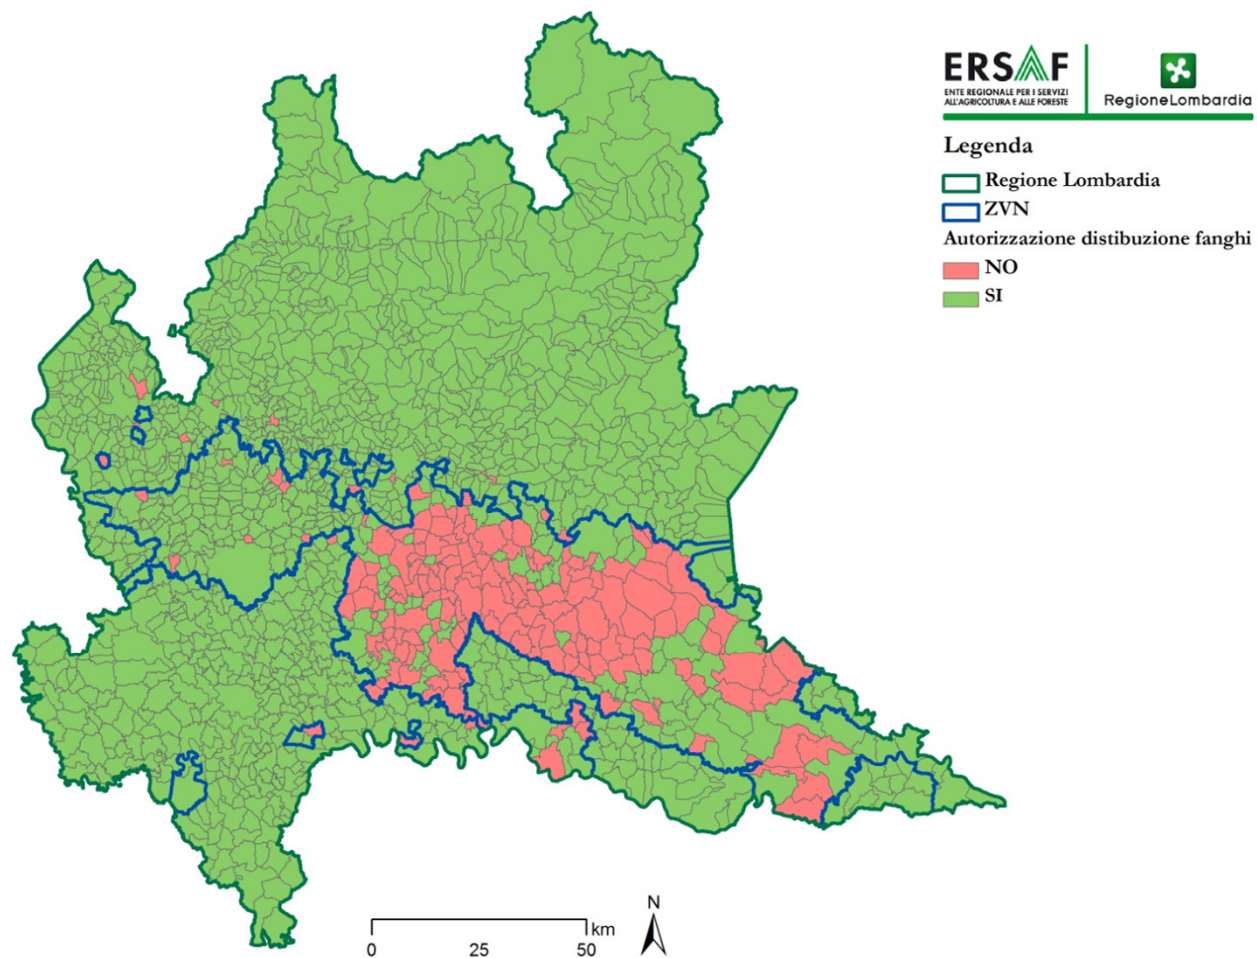 ERSAF
ENTE REGIONALE PER I SERVIZI
ALL'AGRICOLTURA E ALLE FORESTE
RegioneLombardia
Legenda
Regione Lombardia
ZVN
Autorizzazione distibuzione fanghi
NO
SI
N
km
0 25 50